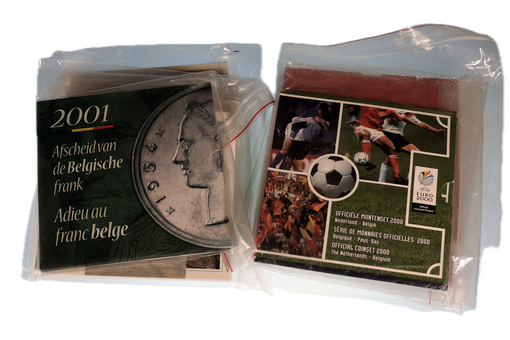 2001
Afscheid van
de Belgische
frank
Adieu au
franc belge
1954
EURO
2000
OFFICIËLE MUNTENSET 2000
Nederland - België
SÉRIE DE MONNAIES OFFICIELLES 2000
Belgique - Pays-Bas
OFFICIAL COINSET 2000
The Netherlands - Belgium